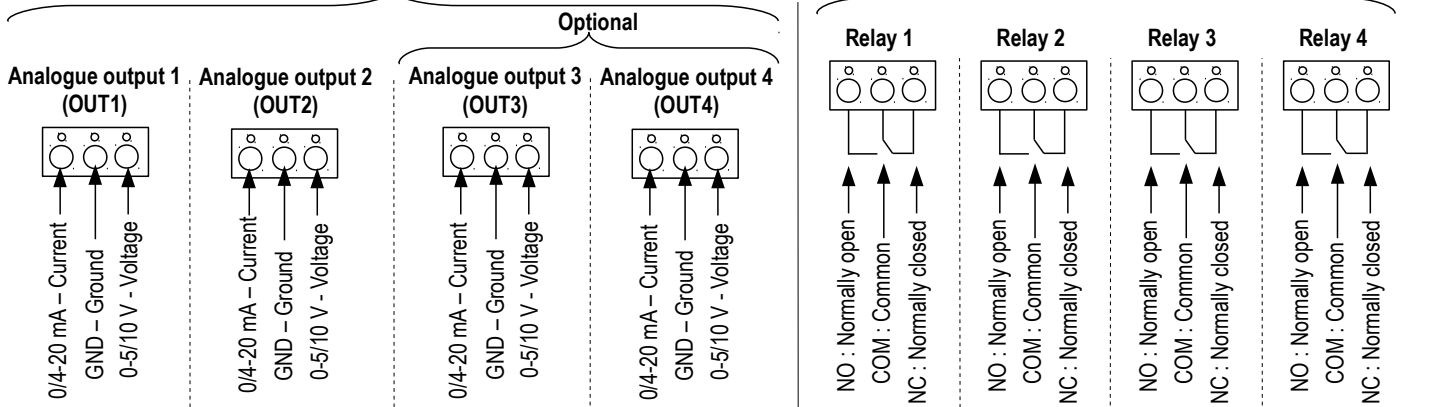 Optional
Analogue output 1
(OUT1)
Analogue output 2
(OUT2)
Analogue output 3
(OUT3)
Analogue output 4
(OUT4)
0/4-20 mA – Current
GND – Ground
0-5/10 V - Voltage
0/4-20 mA – Current
GND – Ground
0-5/10 V - Voltage
0/4-20 mA – Current
GND – Ground
0-5/10 V - Voltage
0/4-20 mA – Current
GND – Ground
0-5/10 V - Voltage
Relay 1
Relay 2
Relay 3
Relay 4
NO : Normally open
COM : Common
NC : Normally closed
NO : Normally open
COM : Common
NC : Normally closed
NO : Normally open
COM : Common
NC : Normally closed
NO : Normally open
COM : Common
NC : Normally closed